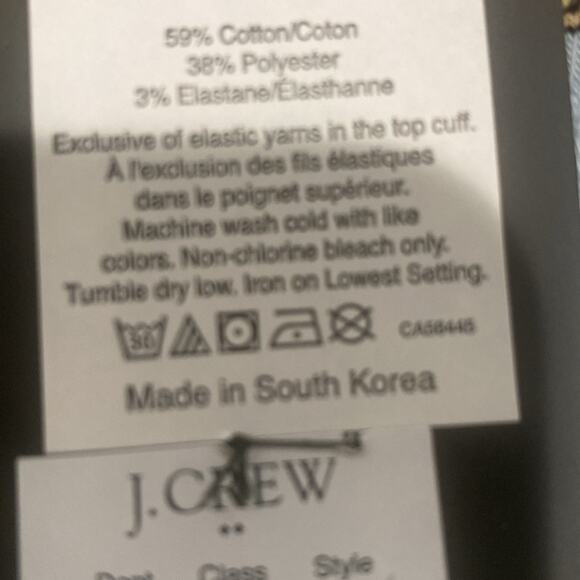 59% Cotton/Coton
38% Polyester
3% Elastane/Élasthanne
Exclusive of elastic yarns in the top cuff.
À l'exclusion des fils élastiques
dans le poignet supérieur.
Machine wash cold with like
colors. Non-chlorine bleach only.
Tumble dry low. Iron on Lowest Setting.
30 CA56445
Made in South Korea
J.CREW
Dept Class Style